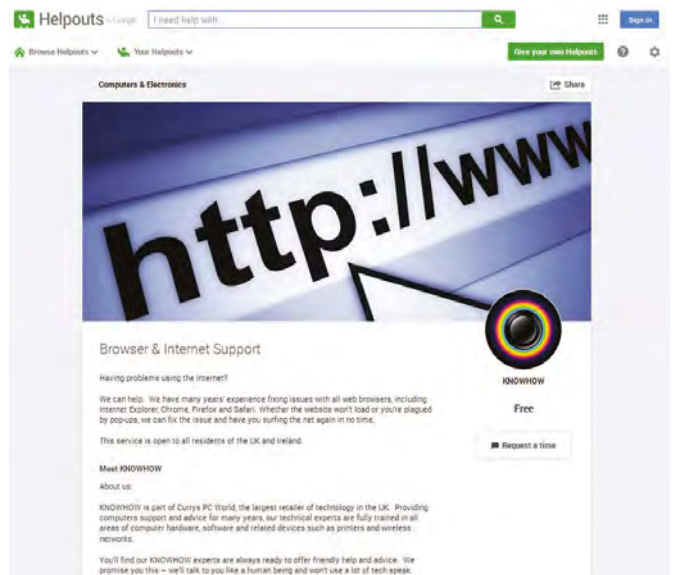 Helpouts by Google
I need help with...
Sign in
Browse Helpouts
Your Helpouts
Give your own Helpouts
Computers & Electronics
Share
http://www
Browser & Internet Support
Having problems using the internet?
We can help. We have many years' experience fixing issues with all web browsers, including
Internet Explorer, Chrome, Firefox and Safari. Whether the website won't load or you're plagued
by pop-ups, we can fix the issue and have you surfing the net again in no time.
This service is open to all residents of the UK and Ireland.
KNOWHOW
Free
Request a time
Meet KNOWHOW
About us:
KNOWHOW is part of Currys PC World, the largest retailer of technology in the UK. Providing
computers support and advice for many years, our technical experts are fully trained in all
areas of computer hardware, software and related devices such as printers and wireless
networks.
You'll find our KNOWHOW experts are always ready to offer friendly help and advice. We
promise you this – we'll talk to you like a human being and won't use a lot of tech speak.